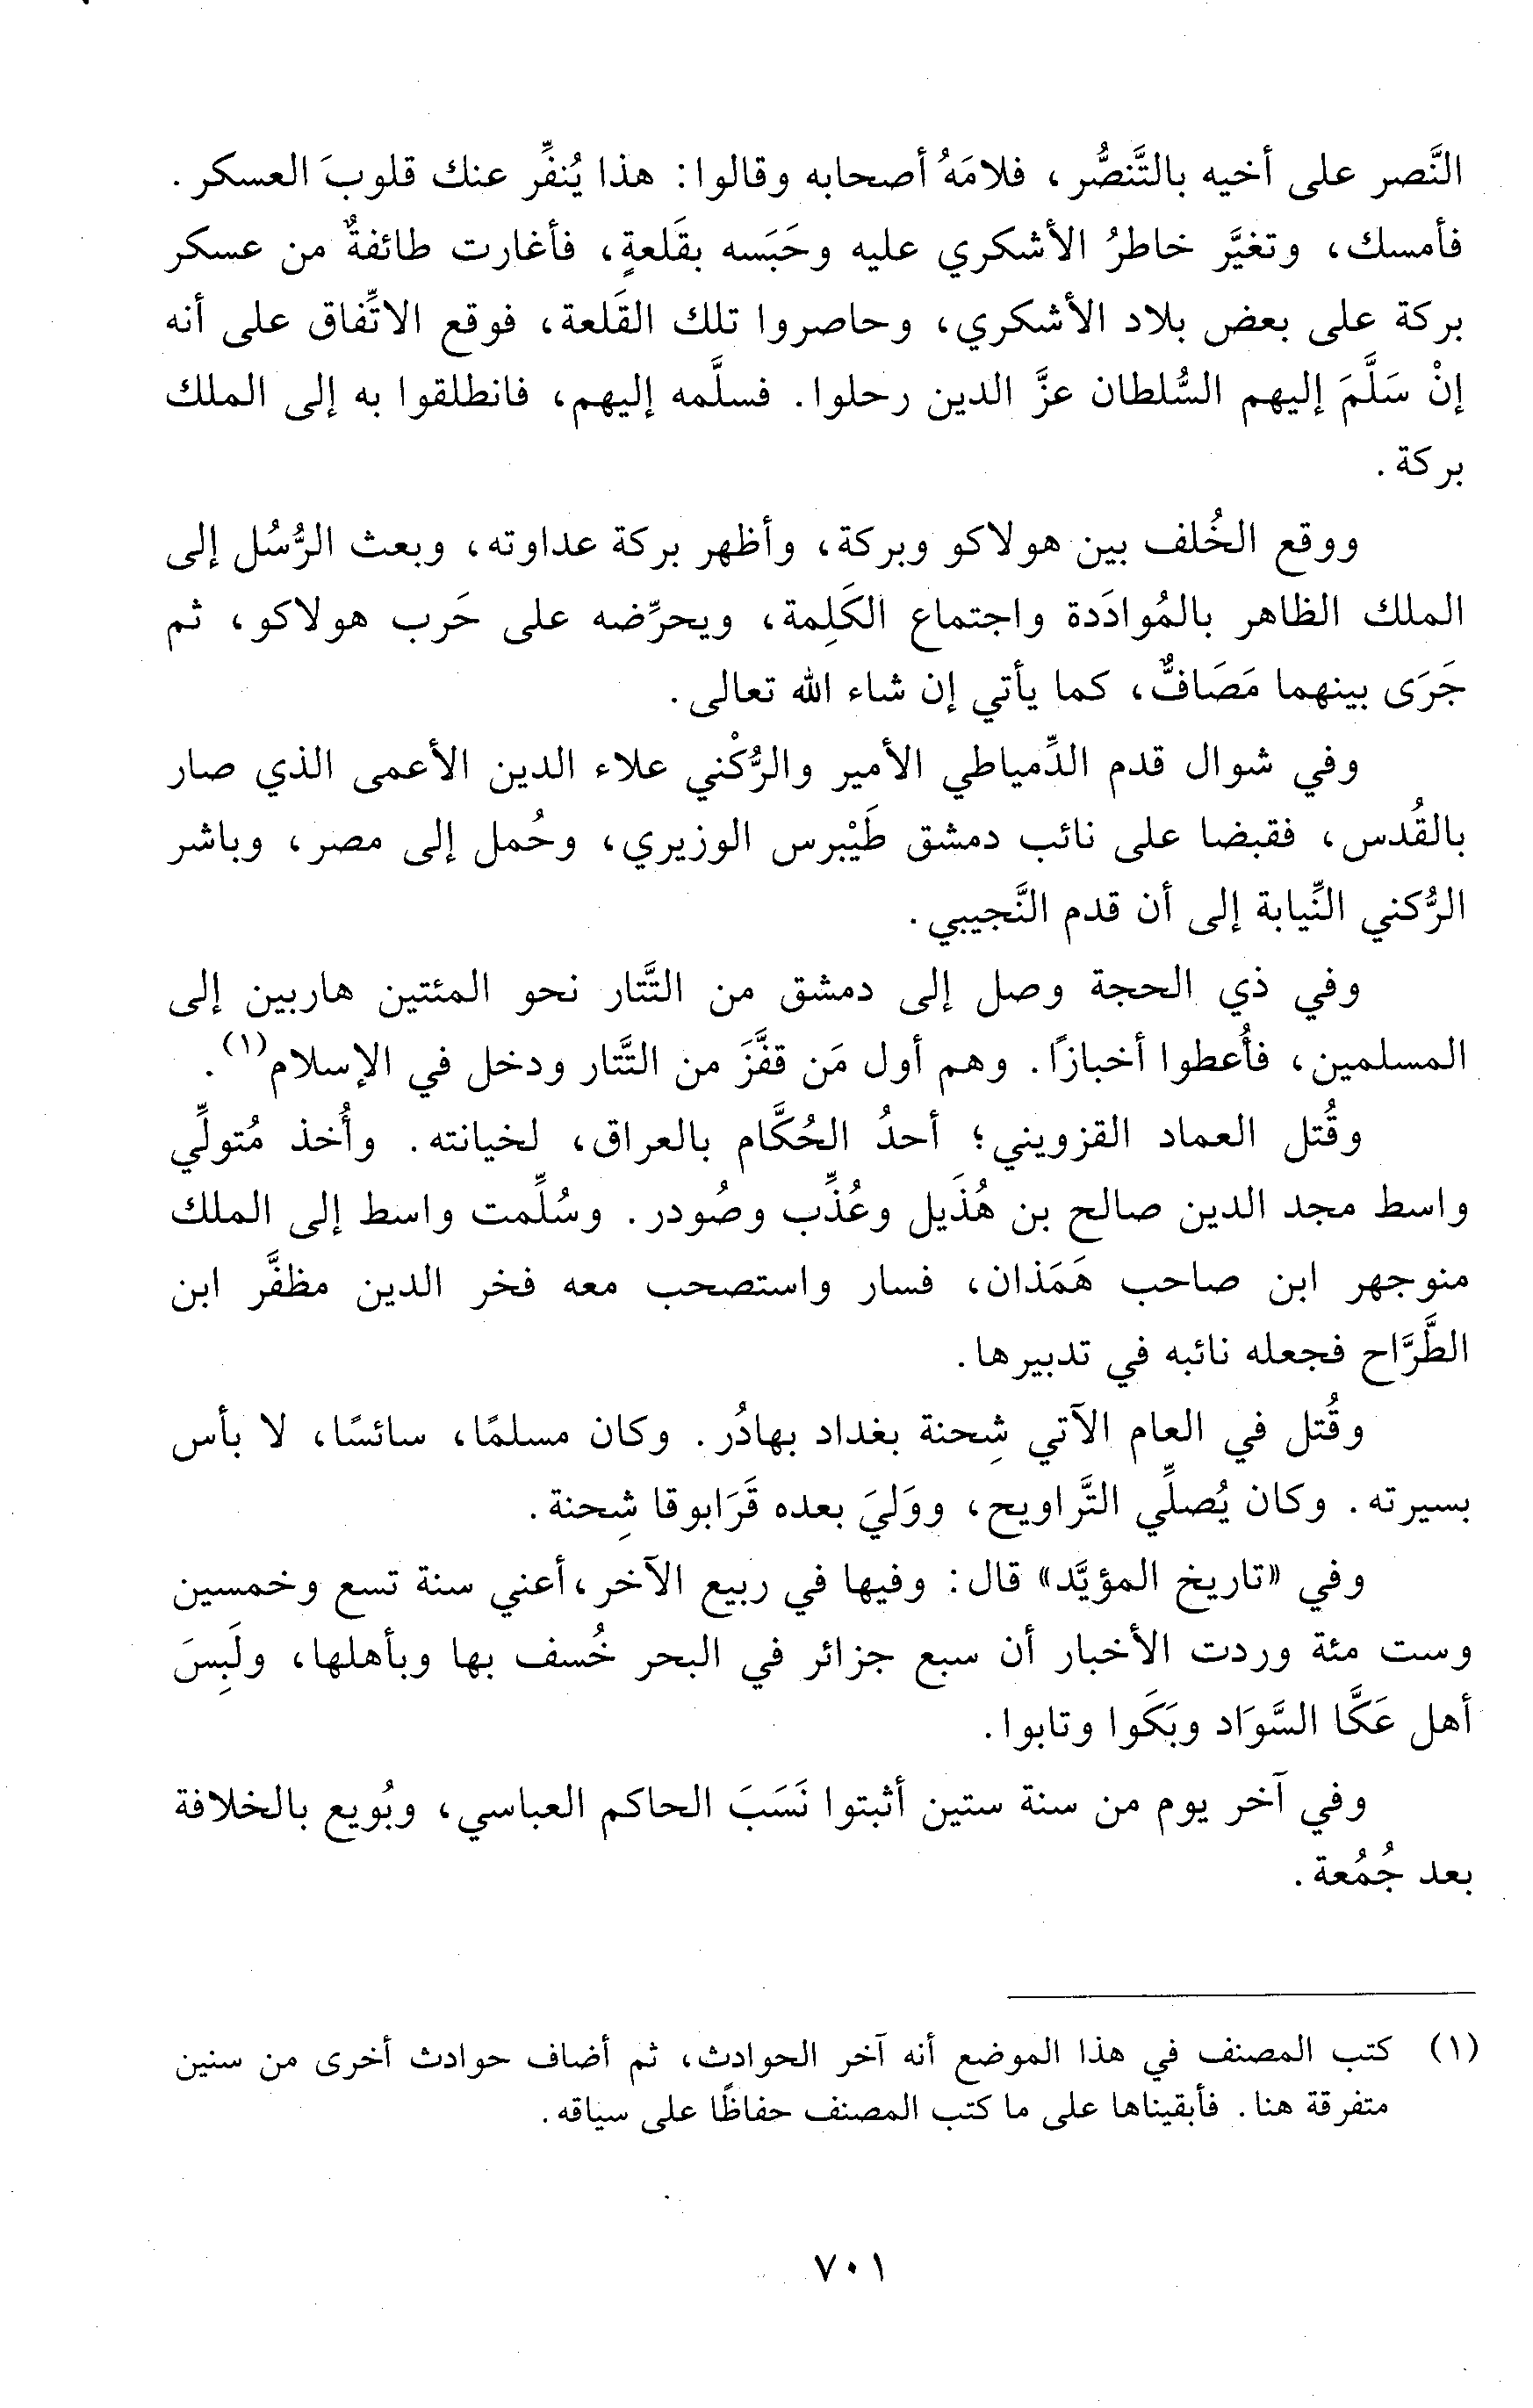 النَّصر على أخيه بالتَّنصُّر، فلامَهُ أصحابه وقالوا: هذا يُنفِّر عنك قلوبَ العسكر.
فأمسك، وتغيَّر خاطرُ الأشكري عليه وحَبَسه بقَلعةٍ، فأغارت طائفةٌ من عسكر
بركة على بعض بلاد الأشكري، وحاصروا تلك القَلعة، فوقع الاتِّفاق على أنه
إنْ سَلَّمَ إليهم السُّلطان عزَّ الدين رحلوا. فسلَّمه إليهم، فانطلقوا به إلى الملك
بركة.
ووقع الخُلف بين هولاكو وبركة، وأظهر بركة عداوته، وبعث الرُّسُل إلى
الملك الظاهر بالمُوادَدة واجتماع الكَلِمة، ويحرِّضه على حَرب هولاكو، ثم
جَرَى بينهما مَصَافٌّ، كما يأتي إن شاء الله تعالى.
وفي شوال قدم الدِّمياطي الأمير والرُّكْني علاء الدين الأعمى الذي صار
بالقُدس، فقبضا على نائب دمشق طَيْبرس الوزيري، وحُمل إلى مصر، وباشر
الرُّكني النِّيابة إلى أن قدم النَّجيبي.
وفي ذي الحجة وصل إلى دمشق من التَّتار نحو المئتين هاربين إلى
المسلمين، فأُعطوا أخبازًا. وهم أول مَن قفَّزَ من التَّتار ودخل في الإسلام(١).
وقُتل العماد القزويني؛ أحدُ الحُكَّام بالعراق، لخيانته. وأُخذ مُتولِّي
واسط مجد الدين صالح بن هُذَيل وعُذِّب وصُودر. وسُلِّمت واسط إلى الملك
منوجهر ابن صاحب هَمَذان، فسار واستصحب معه فخر الدين مظفَّر ابن
الطَّرَّاح فجعله نائبه في تدبيرها.
وقُتل في العام الآتي شِحنة بغداد بهادُر. وكان مسلمًا، سائسًا، لا بأس
بسيرته. وكان يُصلِّي التَّراويح، ووَليَ بعده قَرَابوقا شِحنة.
وفي «تاريخ المؤيَّد» قال: وفيها في ربيع الآخر، أعني سنة تسع وخمسين
وست مئة وردت الأخبار أن سبع جزائر في البحر خُسف بها وبأهلها، ولَبِسَ
أهل عَكَّا السَّوَاد وبَكَوا وتابوا.
وفي آخر يوم من سنة ستين أثبتوا نَسَبَ الحاكم العباسي، وبُويع بالخلافة
بعد جُمُعة.
(١) كتب المصنف في هذا الموضع أنه آخر الحوادث، ثم أضاف حوادث أخرى من سنين
متفرقة هنا. فأبقيناها على ما كتب المصنف حفاظًا على سياقه.
٧٠١